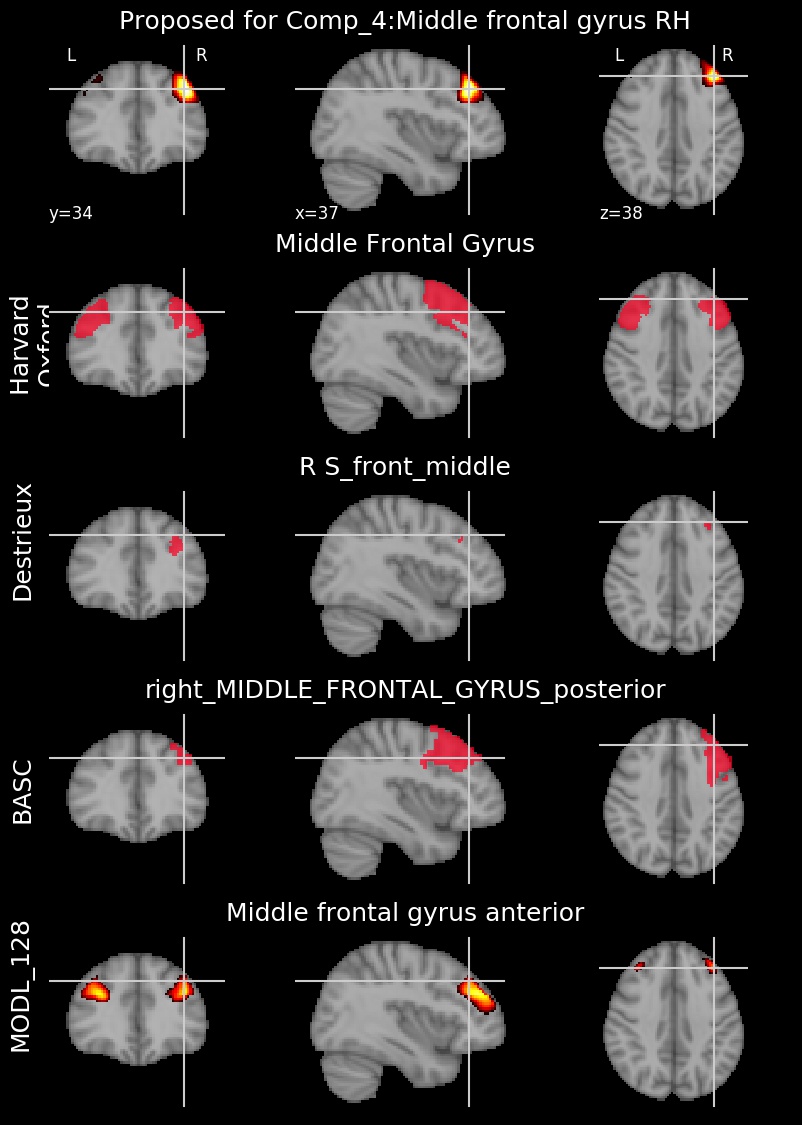 Proposed for Comp_4:Middle frontal gyrus RH
L R L R
y=34 x=37 z=38
Middle Frontal Gyrus
Harvard
Oxford
R S_front_middle
Destrieux
right_MIDDLE_FRONTAL_GYRUS_posterior
BASC
Middle frontal gyrus anterior
MODL_128